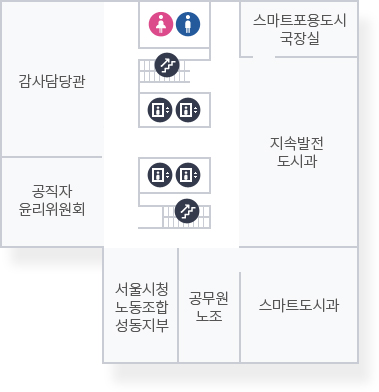 스마트포용도시
국장실
감사담당관
지속발전
도시과
공직자
윤리위원회
서울시청
노동조합
성동지부
공무원
노조
스마트도시과